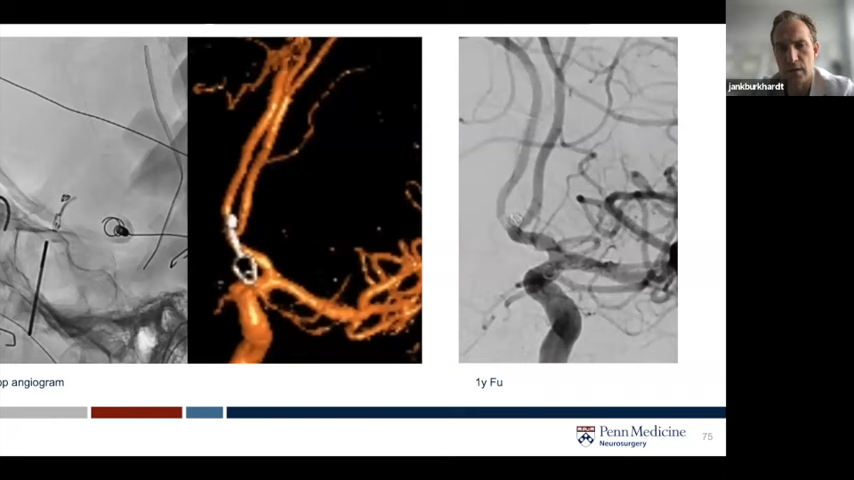 jankburkhardt
op angiogram
1y Fu
Penn Medicine
Neurosurgery
75